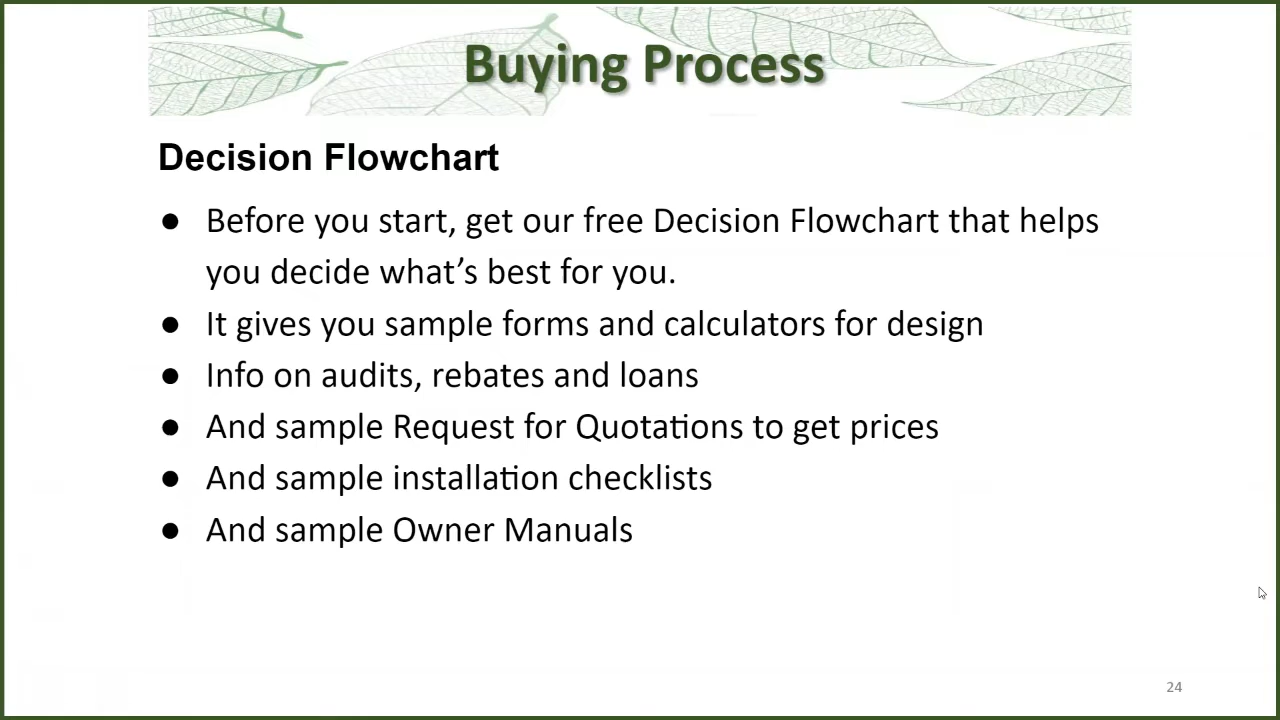 Buying Process
Decision Flowchart
● Before you start, get our free Decision Flowchart that helps
you decide what’s best for you.
● It gives you sample forms and calculators for design
● Info on audits, rebates and loans
● And sample Request for Quotations to get prices
● And sample installation checklists
● And sample Owner Manuals
24